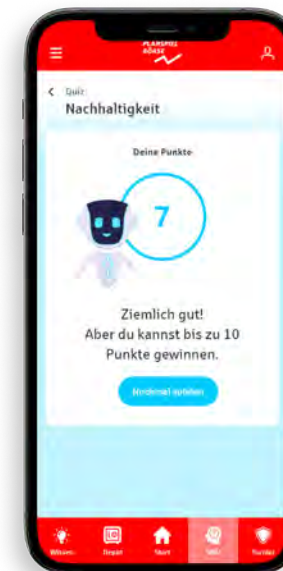 PLANSPIEL
BÖRSE
Quiz
Nachhaltigkeit
Deine Punkte
7
Ziemlich gut!
Aber du kannst bis zu 10
Punkte gewinnen.
Nochmal spielen
Wissen
Depot
Start
Quiz